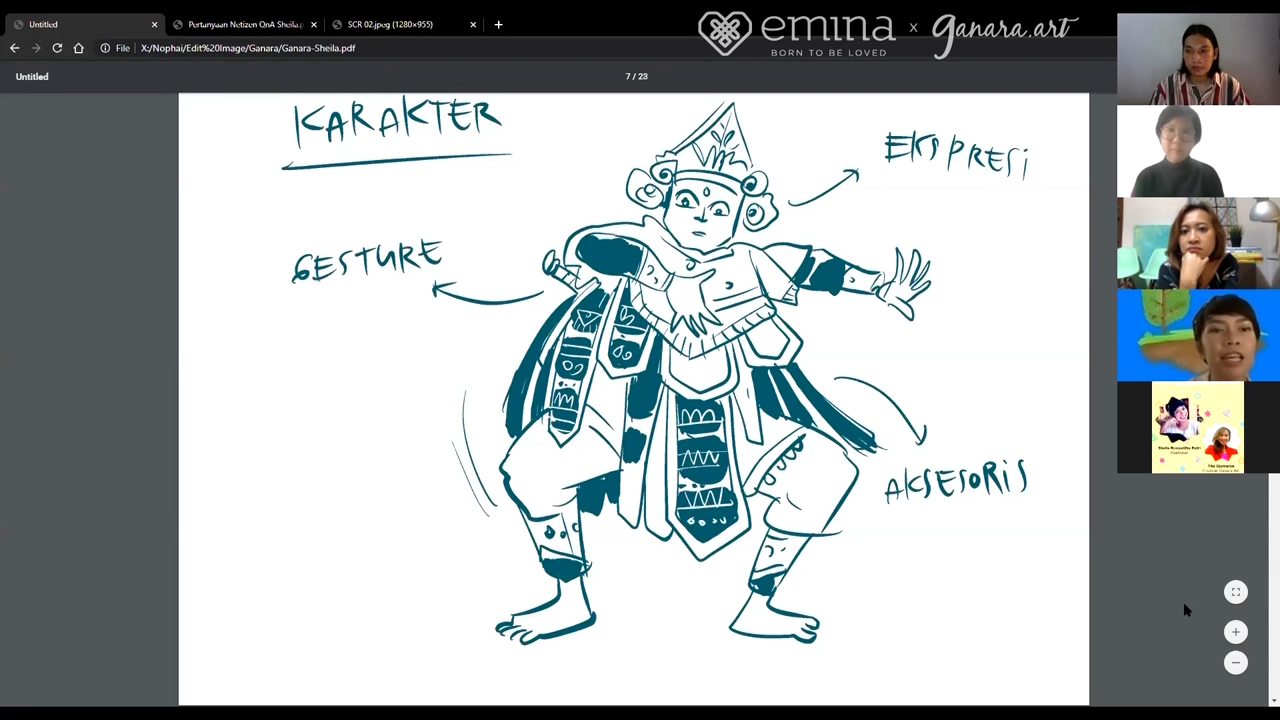 Untitled
Pertanyaan Netizen QnA Sheila.p
SCR 02.jpeg (1280×955)
File
X:/Nophai/Edit%20Image/Ganara/Ganara-Sheila.pdf
emina x ganara.art
BORN TO BE LOVED
Untitled
7 / 23
KARAKTER
EKSPRESi
GESTURE
AKSESORiS